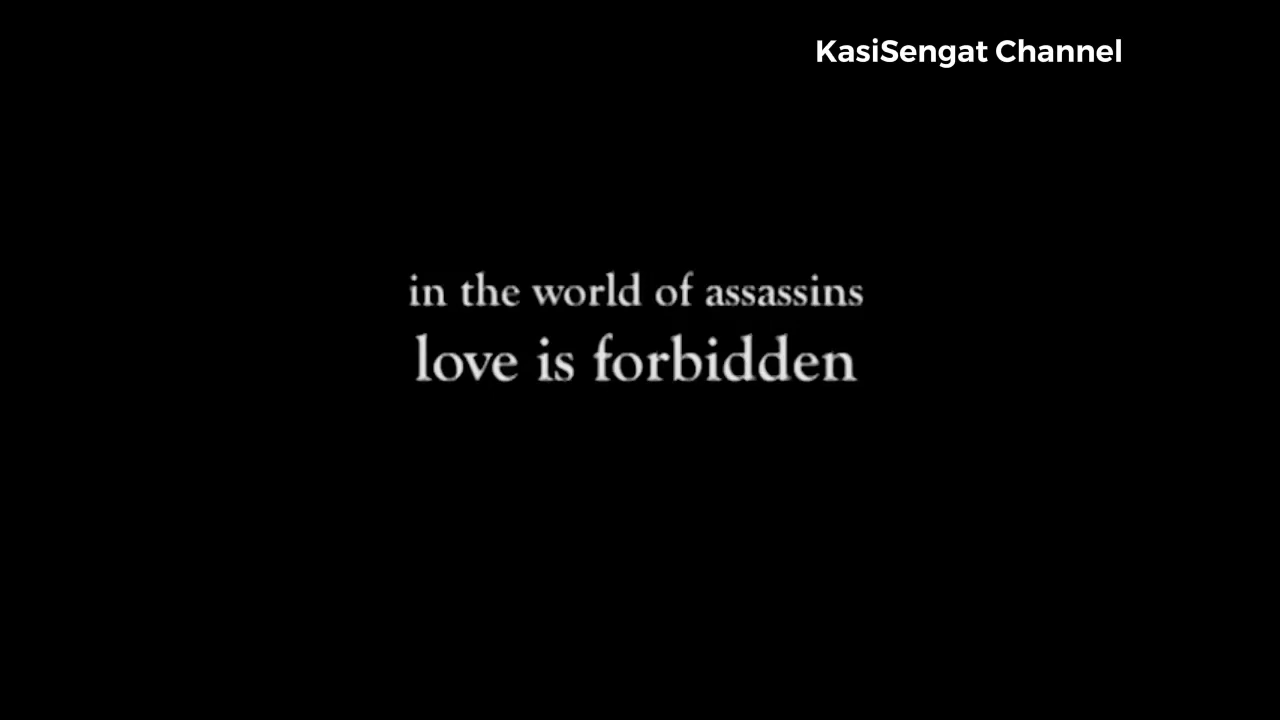 KasiSengat Channel
in the world of assassins
love is forbidden